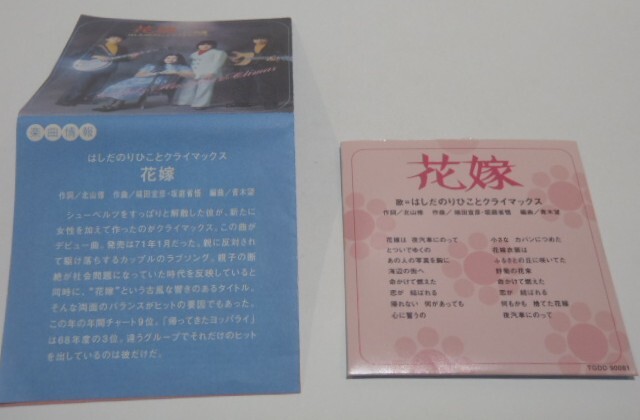 花嫁
楽曲情報
はしだのりひことクライマックス
花嫁
作詞／北山修 作曲／端田宣彦・坂庭省悟 編曲／青木望
シューベルツをすっぱりと解散した彼が、新たに
女性を加えて作ったのがクライマックス。この曲が
デビュー曲。発売は71年1月だった。親に反対され
て駆け落ちするカップルのラブソング。親子の断
絶が社会問題になっていた時代を反映していると
同時に、“花嫁”という古風な響きのあるタイトル。
そんな両面のバランスがヒットの要因でもあった。
この年の年間チャート9位。「帰ってきたヨッパライ」
は68年度の3位。違うグループでそれだけのヒット
を出しているのは彼だけだ。
花嫁
歌＝はしだのりひことクライマックス
作詞／北山修 作曲／端田宣彦・坂庭省悟 編曲／青木望
花嫁は 夜汽車にのって
とついでゆくの
あの人の写真を胸に
海辺の街へ
命かけて燃えた
恋が 結ばれる
帰れない 何があっても
心に誓うの
小さな カバンにつめた
花嫁衣裳は
ふるさとの丘に咲いてた
野菊の花束
命かけて燃えた
恋が 結ばれる
何もかも 捨てた花嫁
夜汽車にのって
TGDD 90081